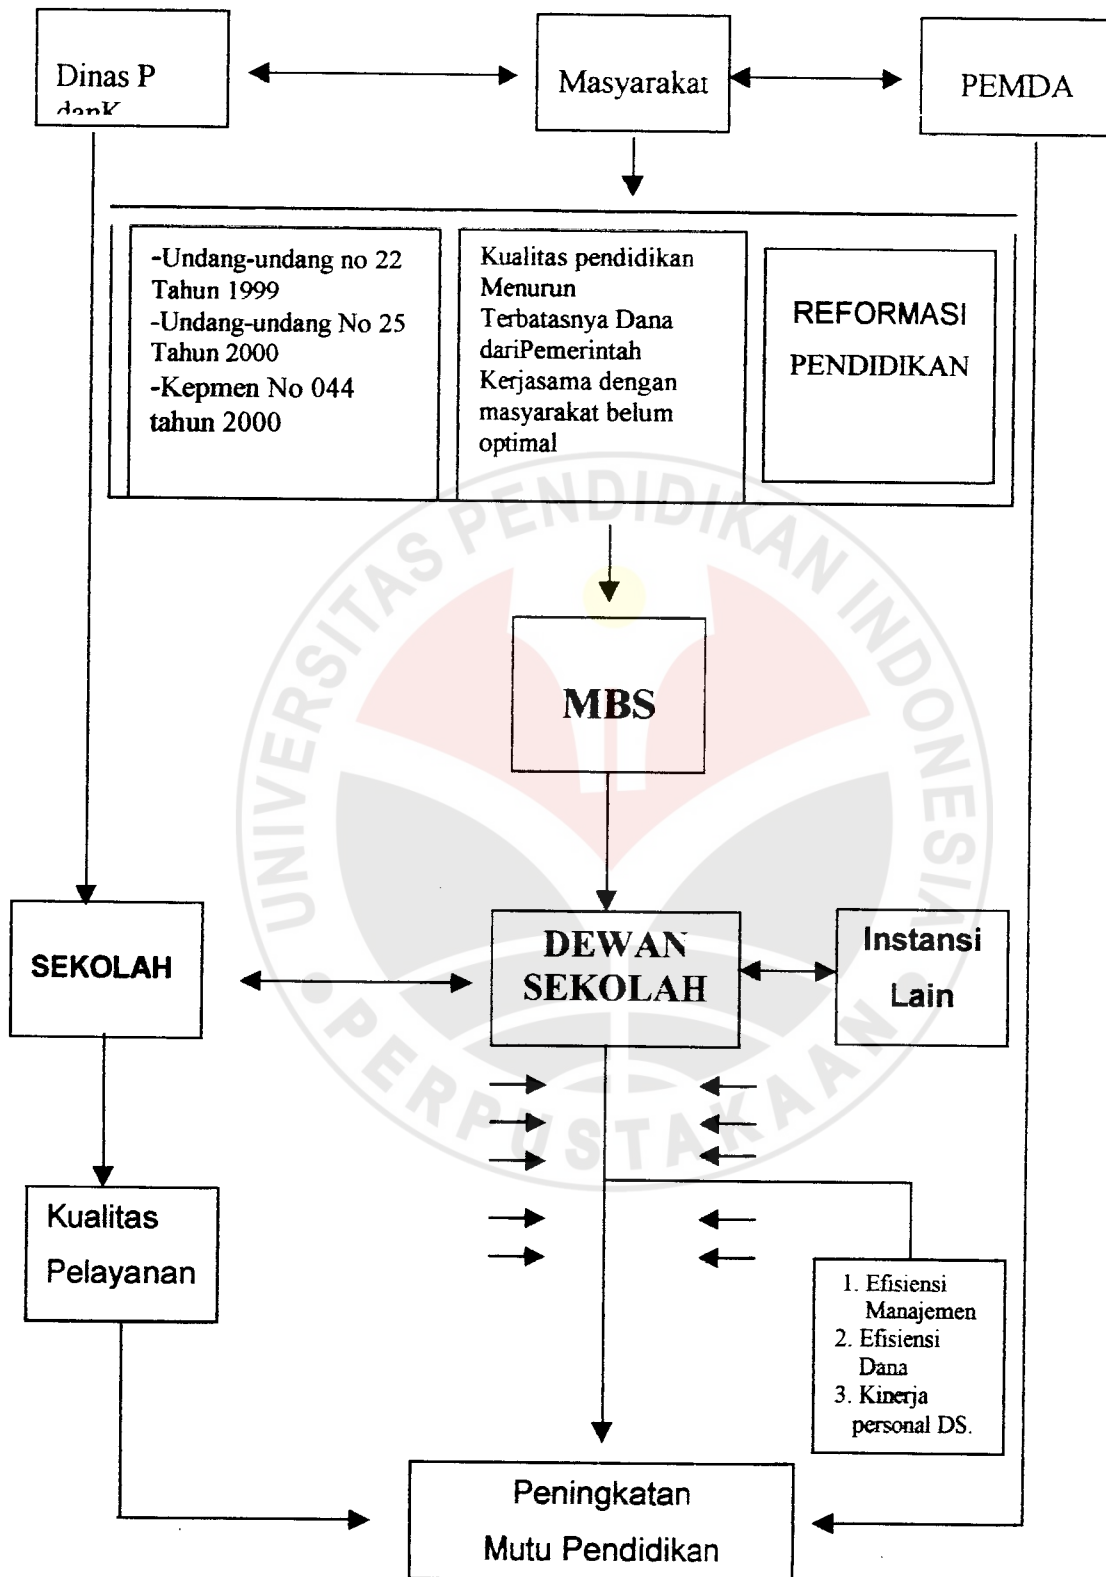 Dinas P
danK
Masyarakat
PEMDA
-Undang-undang no 22
Tahun 1999
-Undang-undang No 25
Tahun 2000
-Kepmen No 044
tahun 2000
Kualitas pendidikan
Menurun
Terbatasnya Dana
dariPemerintah
Kerjasama dengan
masyarakat belum
optimal
REFORMASI
PENDIDIKAN
MBS
SEKOLAH
DEWAN
SEKOLAH
Instansi
Lain
Kualitas
Pelayanan
1. Efisiensi
Manajemen
2. Efisiensi
Dana
3. Kinerja
personal DS.
Peningkatan
Mutu Pendidikan
UNIVERSITAS PENDIDIKAN INDONESIA
PERPUSTAKAAN